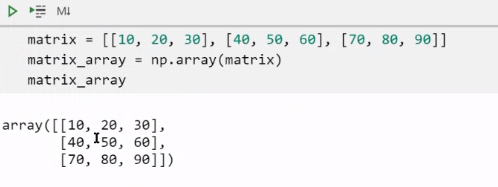 M↓
matrix = [[10, 20, 30], [40, 50, 60], [70, 80, 90]]
matrix_array = np.array(matrix)
matrix_array
array([[10, 20, 30],
       [40, 50, 60],
       [70, 80, 90]])